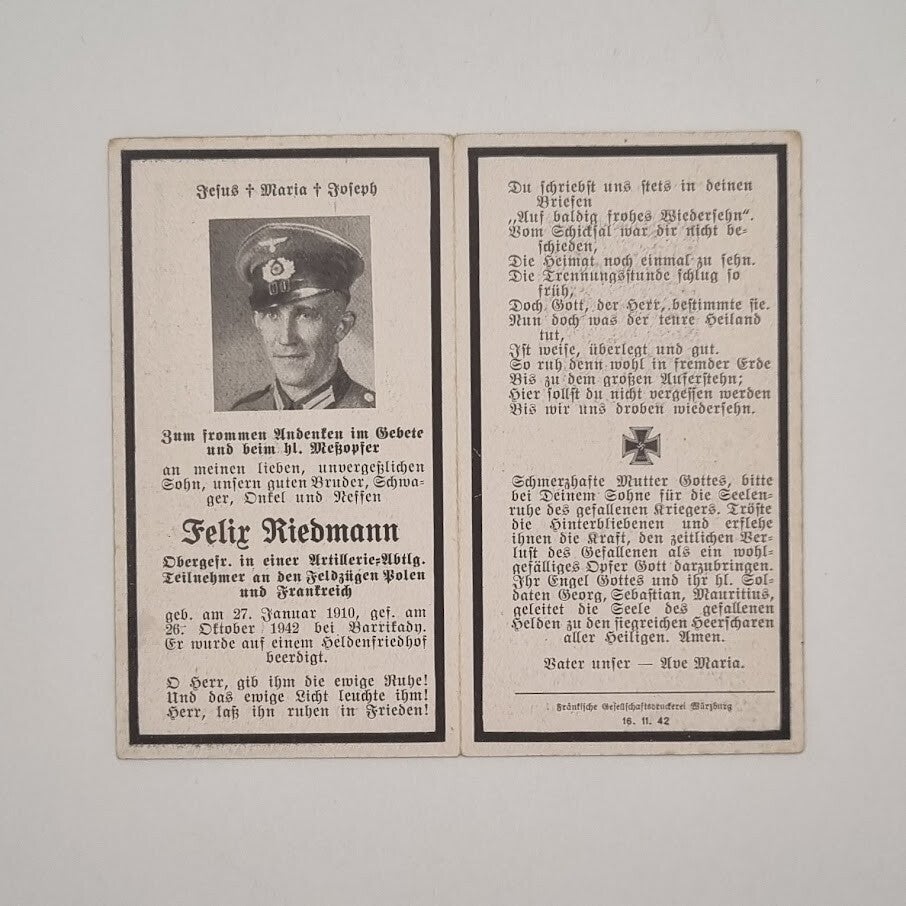 Jesus † Maria † Joseph
Zum frommen Andenken im Gebete
und beim hl. Meßopfer
an meinen lieben, unvergeßlichen
Sohn, unsern guten Bruder, Schwa-
ger, Onkel und Neffen
Felix Riedmann
Obergefr. in einer Artillerie-Abtlg.
Teilnehmer an den Feldzügen Polen
und Frankreich
geb. am 27. Januar 1910, gef. am
26. Oktober 1942 bei Barrikady.
Er wurde auf einem Heldenfriedhof
beerdigt.
O Herr, gib ihm die ewige Ruhe!
Und das ewige Licht leuchte ihm!
Herr, laß ihn ruhen in Frieden!
Du schriebst uns stets in deinen
Briefen
„Auf baldig frohes Wiedersehn".
Vom Schicksal war dir nicht be-
schieden,
Die Heimat noch einmal zu sehn.
Die Trennungsstunde schlug so
früh,
Doch Gott, der Herr, bestimmte sie.
Nun doch was der teure Heiland
tut,
Ist weise, überlegt und gut.
So ruh denn wohl in fremder Erde
Bis zu dem großen Auferstehn;
Hier sollst du nicht vergessen werden
Bis wir uns droben wiedersehn.
Schmerzhafte Mutter Gottes, bitte
bei Deinem Sohne für die Seelen-
ruhe des gefallenen Kriegers. Tröste
die Hinterbliebenen und erflehe
ihnen die Kraft, den zeitlichen Ver-
lust des Gefallenen als ein wohl-
gefälliges Opfer Gott darzubringen.
Ihr Engel Gottes und ihr hl. Sol-
daten Georg, Sebastian, Mauritius,
geleitet die Seele des gefallenen
Helden zu den siegreichen Heerscharen
aller Heiligen. Amen.
Vater unser — Ave Maria.
Fränkische Gesellschaftsdruckerei Würzburg
16. 11. 42